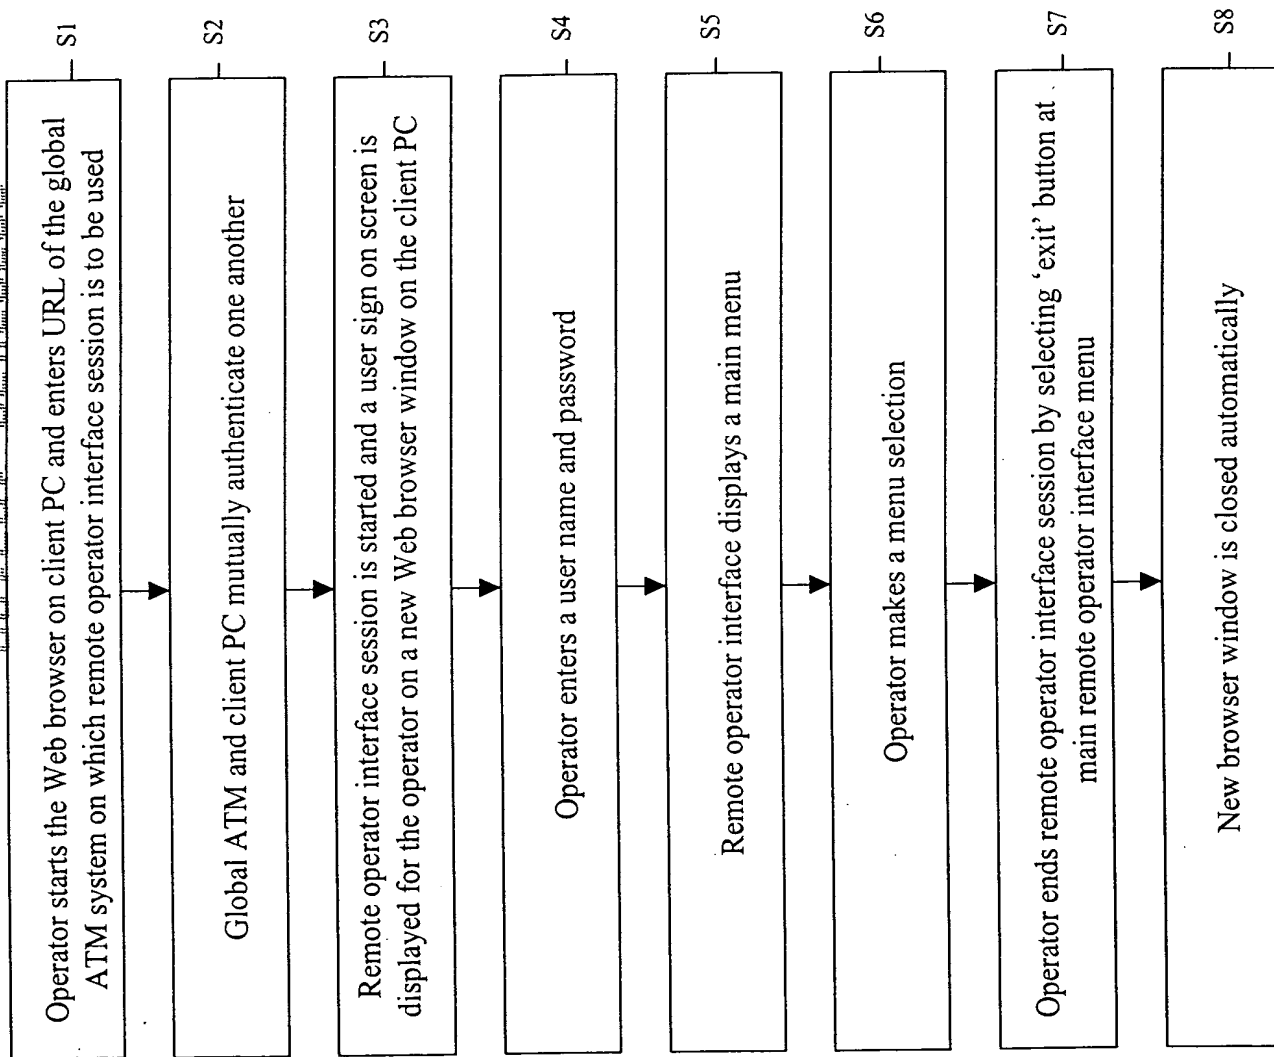 Operator starts the Web browser on client PC and enters URL of the global
ATM system on which remote operator interface session is to be used
S1
Global ATM and client PC mutually authenticate one another
S2
Remote operator interface session is started and a user sign on screen is
displayed for the operator on a new Web browser window on the client PC
S3
Operator enters a user name and password
S4
Remote operator interface displays a main menu
S5
Operator makes a menu selection
S6
Operator ends remote operator interface session by selecting ‘exit’ button at
main remote operator interface menu
S7
New browser window is closed automatically
S8